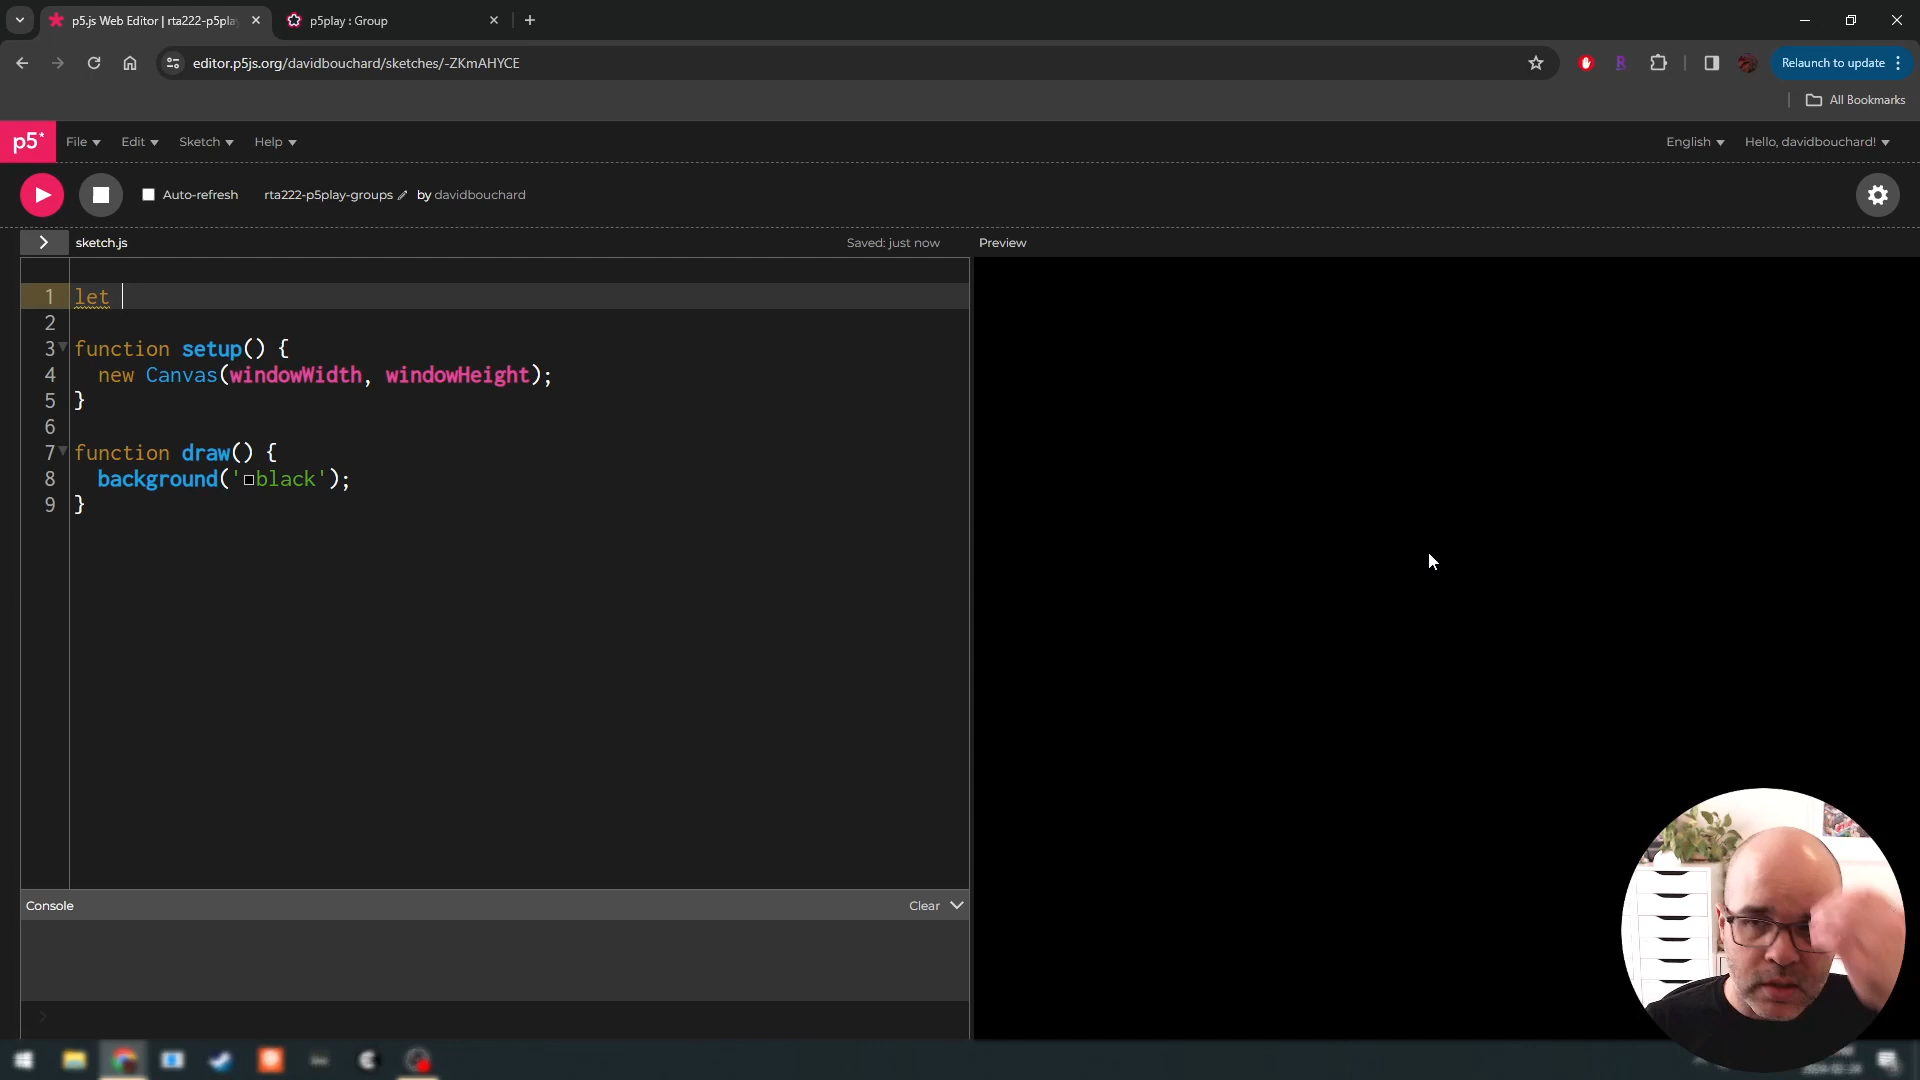 p5.js Web Editor | rta222-p5pla
p5play : Group
editor.p5js.org/davidbouchard/sketches/-ZKmAHYCE
Relaunch to update
All Bookmarks
p5*
File
Edit
Sketch
Help
English
Hello, davidbouchard!
Auto-refresh
rta222-p5play-groups
by davidbouchard
> sketch.js
Saved: just now
Preview
1 let
2
3 function setup() {
4 new Canvas(windowWidth, windowHeight);
5 }
6
7 function draw() {
8 background('black');
9 }
Console
Clear
>